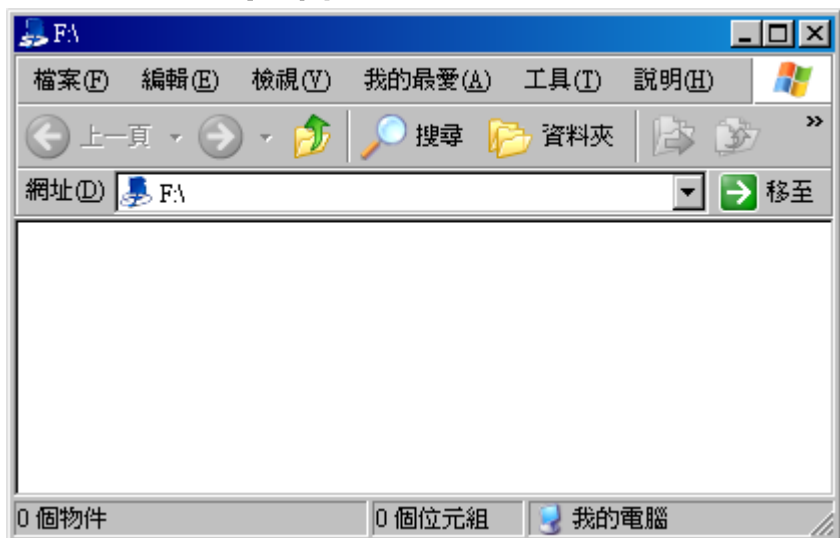 F:\
檔案(F) 編輯(E) 檢視(V) 我的最愛(A) 工具(T) 說明(H)
上一頁 搜尋 資料夾 »
網址(D) F:\ 移至
0 個物件 0 個位元組 我的電腦